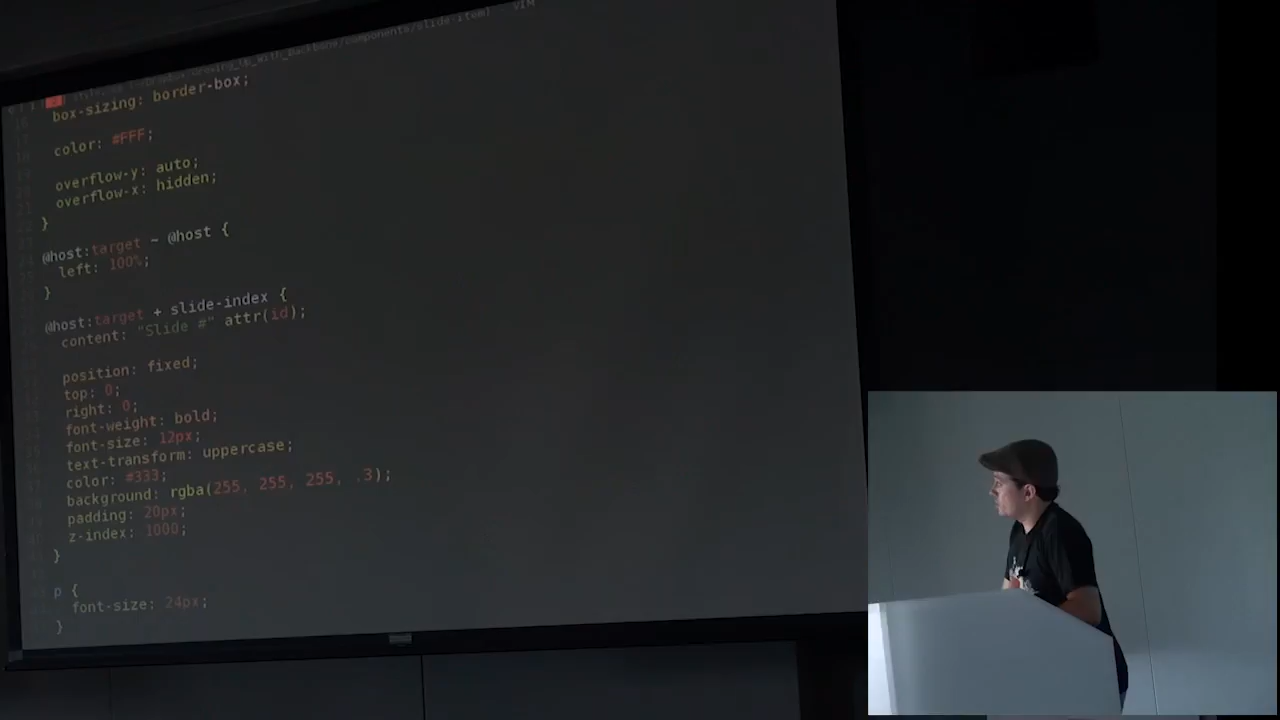 box-sizing: border-box;
color: #FFF;
overflow-y: auto;
overflow-x: hidden;
}
@host:target ~ @host {
left: 100%;
}
@host:target + slide-index {
content: "Slide #" attr(id);
position: fixed;
top: 0;
right: 0;
font-weight: bold;
font-size: 12px;
text-transform: uppercase;
color: #333;
background: rgba(255, 255, 255, .3);
padding: 20px;
z-index: 1000;
}
p {
font-size: 24px;
}